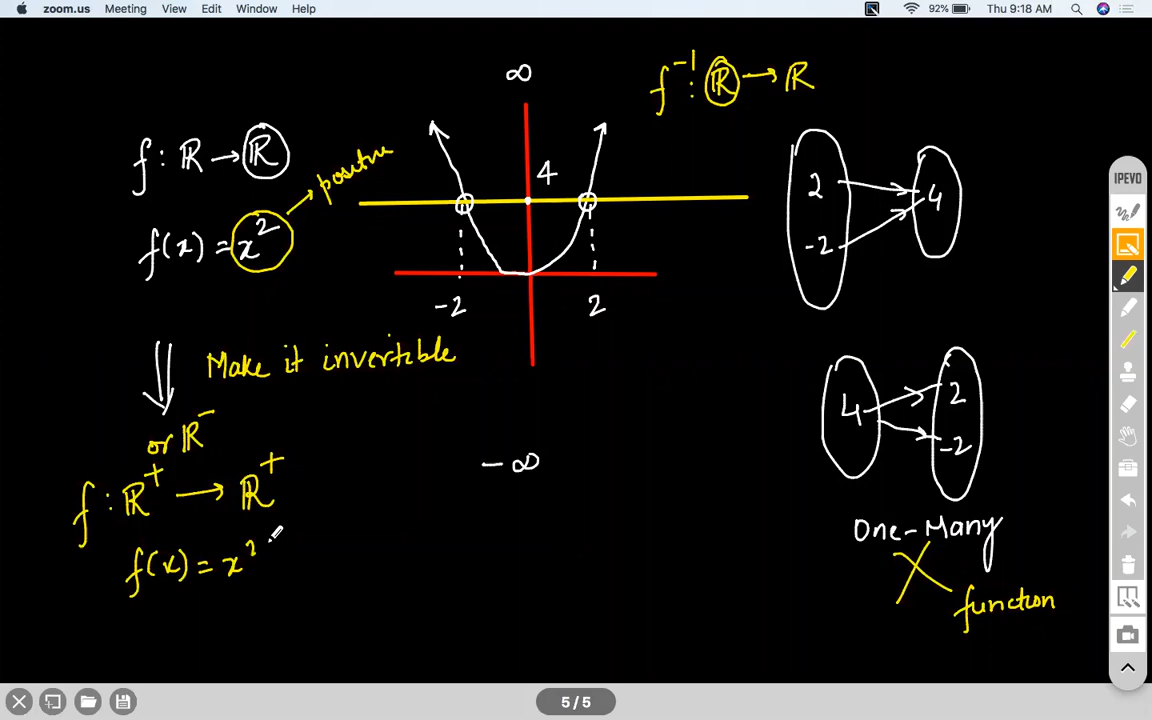 zoom.us Meeting View Edit Window Help 92% Thu 9:18 AM
∞
f⁻¹: ℝ → ℝ
f: ℝ → ℝ
positive
f(x) = x²
4
-2 2
2
-2
4
Make it invertible
or ℝ⁻
f: ℝ⁺ → ℝ⁺
f(x) = x²
-∞
4
2
-2
One-Many
function
IPEVO
5/5